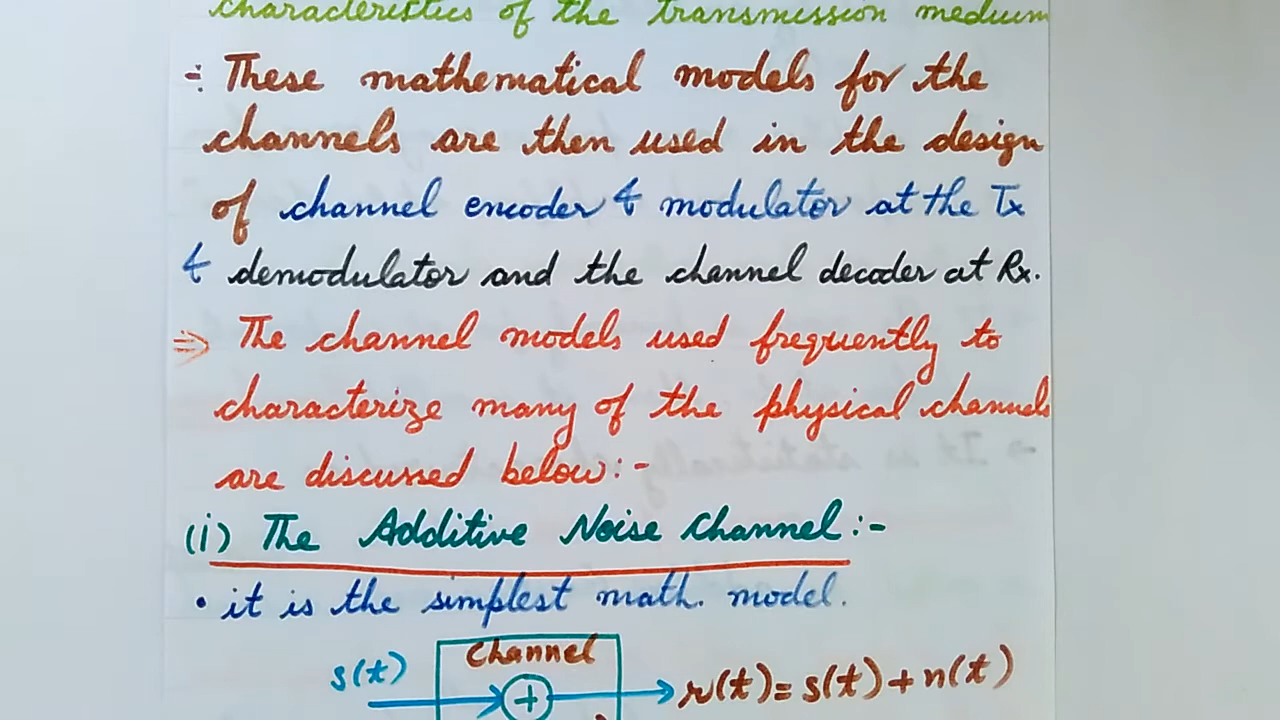 characteristics of the transmission medium
÷ These mathematical models for the
channels are then used in the design
of channel encoder & modulator at the Tx
& demodulator and the channel decoder at Rx.
⇒ The channel models used frequently to
characterize many of the physical channels
are discussed below:-
(i) The Additive Noise Channel:-
• it is the simplest math. model.
Channel
s(t) + r(t) = s(t) + n(t)